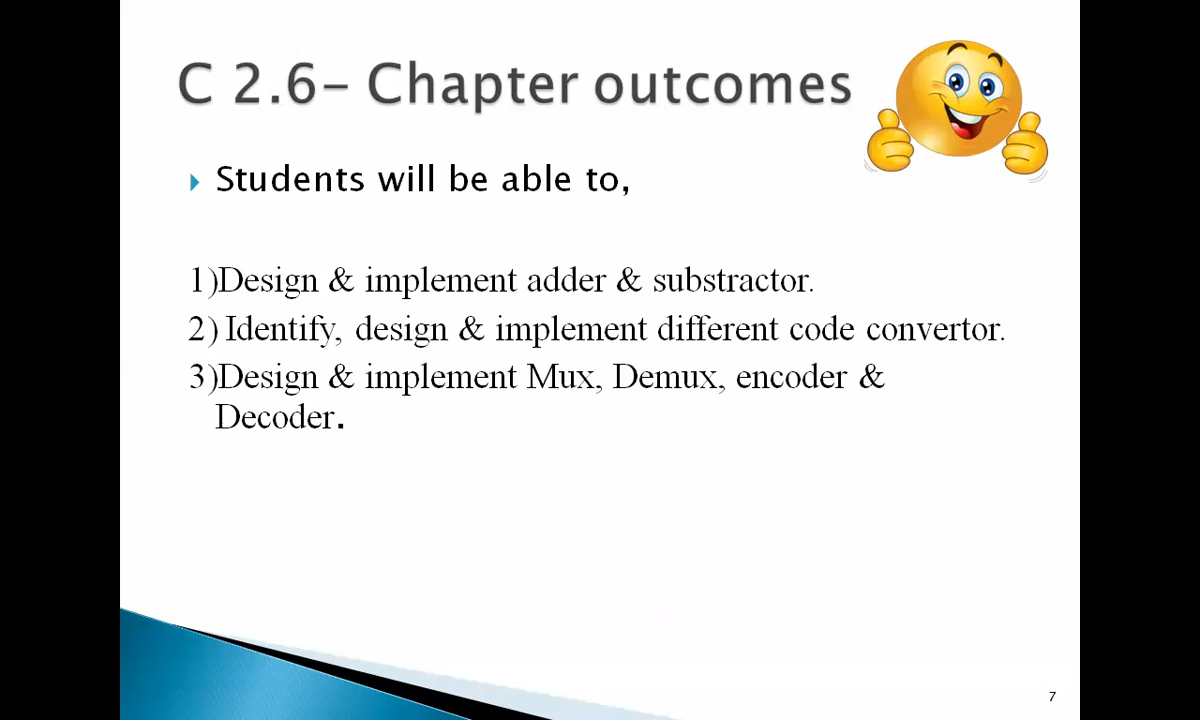 C 2.6- Chapter outcomes
Students will be able to,
1)Design & implement adder & substractor.
2) Identify, design & implement different code convertor.
3)Design & implement Mux, Demux, encoder &
Decoder.
7